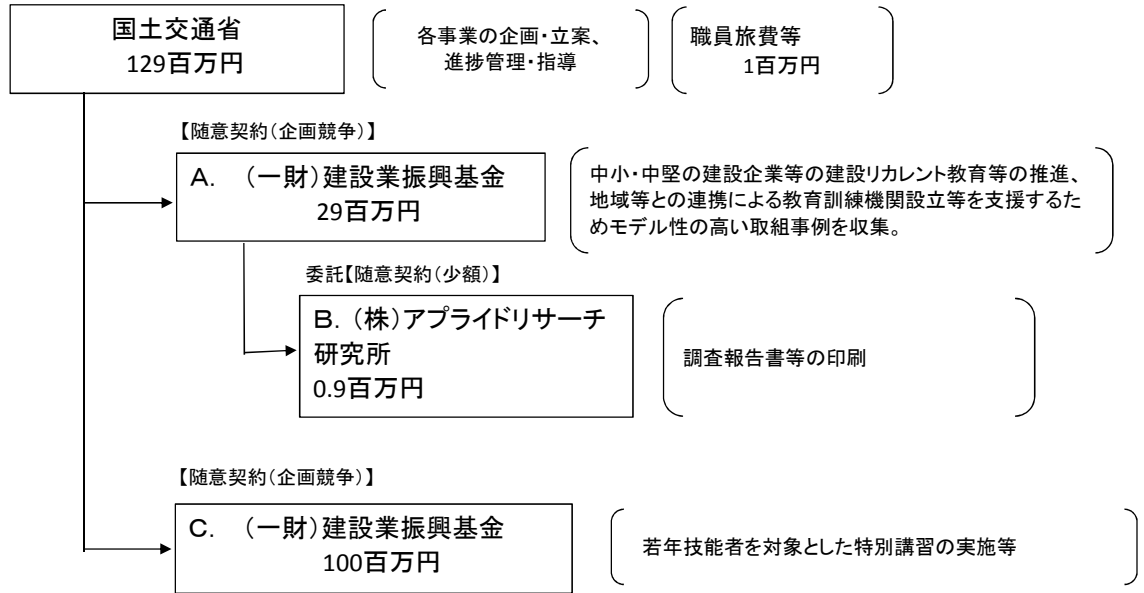 国土交通省
129百万円
各事業の企画・立案、
進捗管理・指導
職員旅費等
1百万円
【随意契約(企画競争)】
A. (一財)建設業振興基金
29百万円
中小・中堅の建設企業等の建設リカレント教育等の推進、
地域等との連携による教育訓練機関設立等を支援するた
めモデル性の高い取組事例を収集。
委託【随意契約(少額)】
B. (株)アプライドリサーチ
研究所
0.9百万円
調査報告書等の印刷
【随意契約(企画競争)】
C. (一財)建設業振興基金
100百万円
若年技能者を対象とした特別講習の実施等